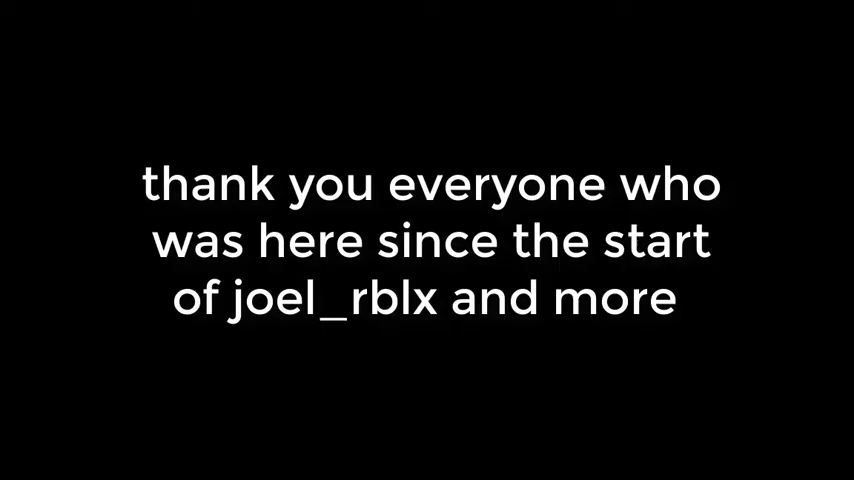 thank you everyone who
was here since the start
of joel_rblx and more